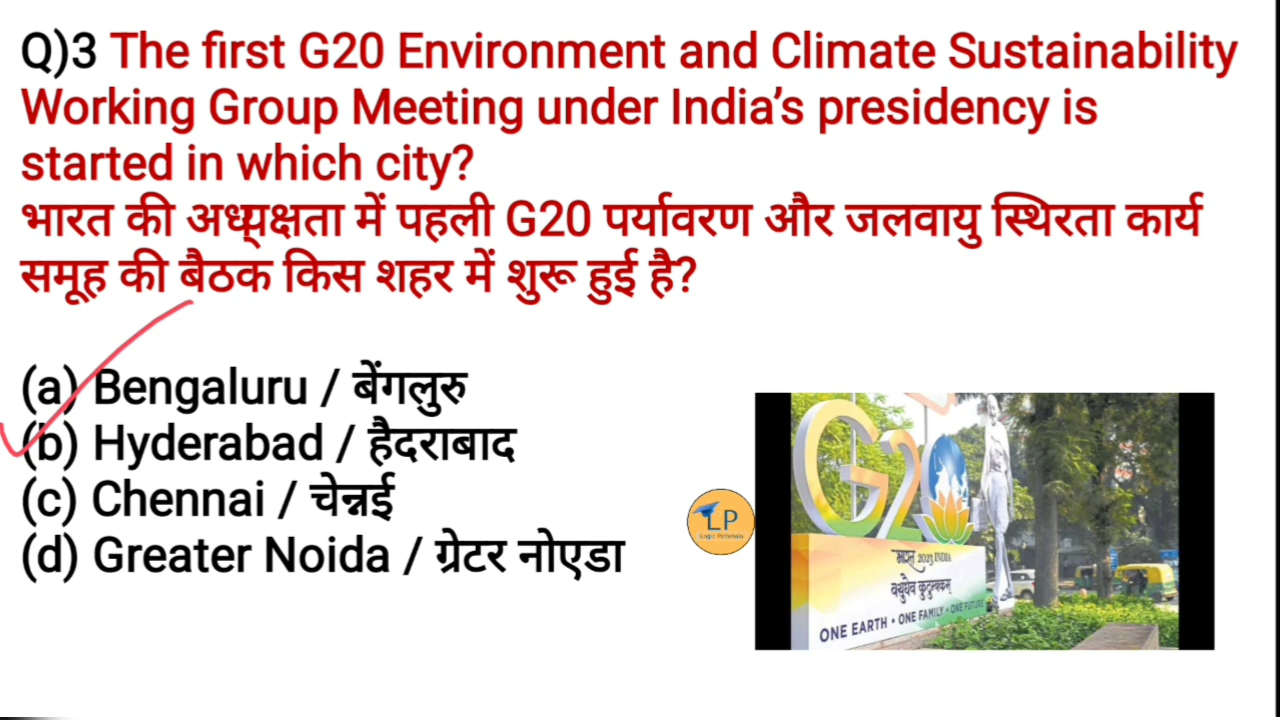 Q)3 The first G20 Environment and Climate Sustainability
Working Group Meeting under India's presidency is
started in which city?
भारत की अध्य्क्षता में पहली G20 पर्यावरण और जलवायु स्थिरता कार्य
समूह की बैठक किस शहर में शुरू हुई है?
(a) Bengaluru / बेंगलुरु
(b) Hyderabad / हैदराबाद
(c) Chennai / चेन्नई
(d) Greater Noida / ग्रेटर नोएडा
LP
G20
भारत 2023 INDIA
वसुधैव कुटुम्बकम्
ONE EARTH • ONE FAMILY • ONE FUTURE